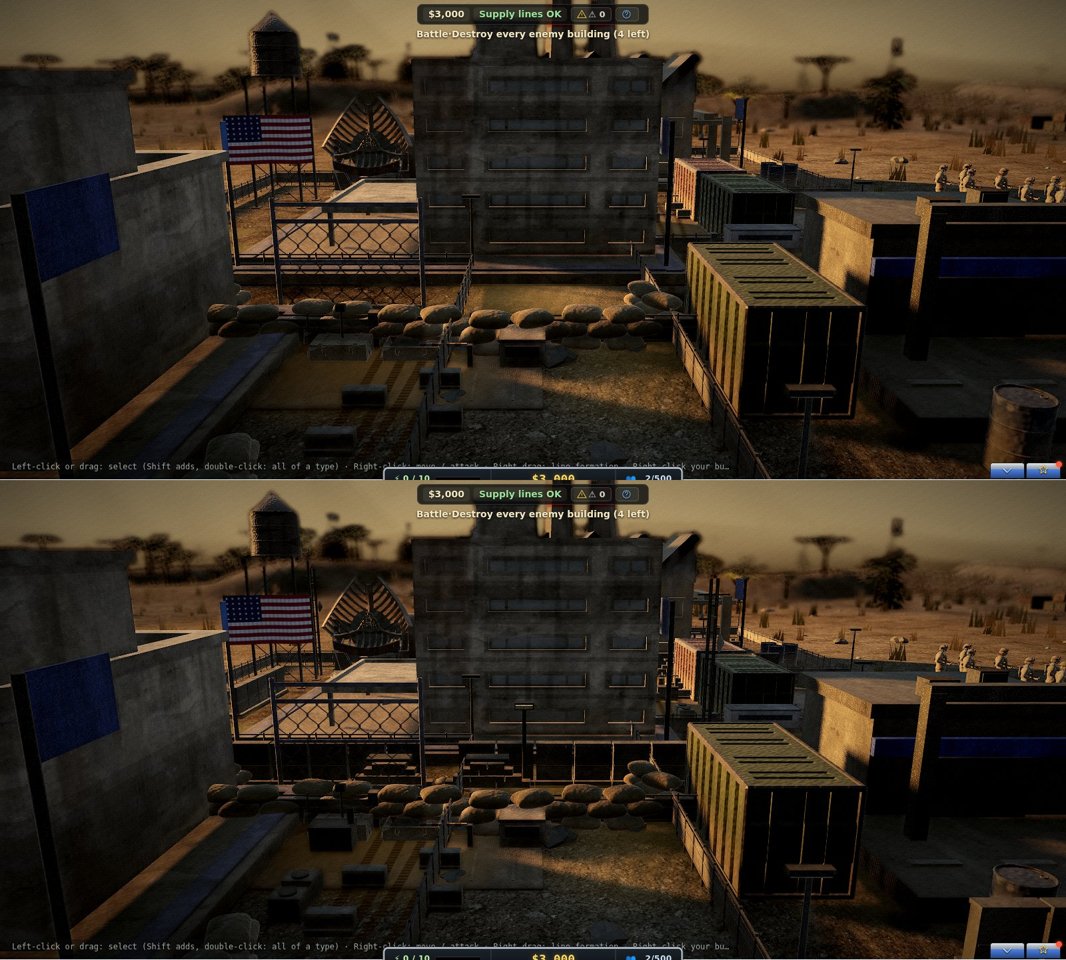 $3,000 Supply lines OK ⚠ 0
Battle·Destroy every enemy building (4 left)
Left-click or drag: select (Shift adds, double-click: all of a type) · Right-click: move / attack · Right-drag: line formation · Left-click your bu…
0 / 10 $3,000 2/500
$3,000 Supply lines OK ⚠ 0
Battle·Destroy every enemy building (4 left)
Left-click or drag: select (Shift adds, double-click: all of a type) · Right-click: move / attack · Right-drag: line formation · Left-click your bu…
0 / 10 $3,000 2/500